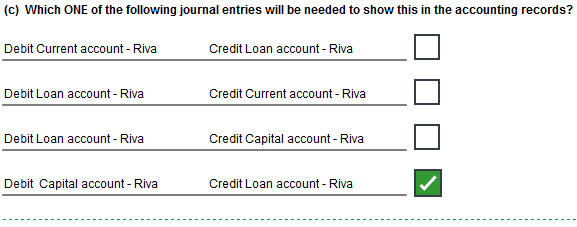 (c) Which ONE of the following journal entries will be needed to show this in the accounting records?
Debit Current account - Riva Credit Loan account - Riva
Debit Loan account - Riva Credit Current account - Riva
Debit Loan account - Riva Credit Capital account - Riva
Debit Capital account - Riva Credit Loan account - Riva